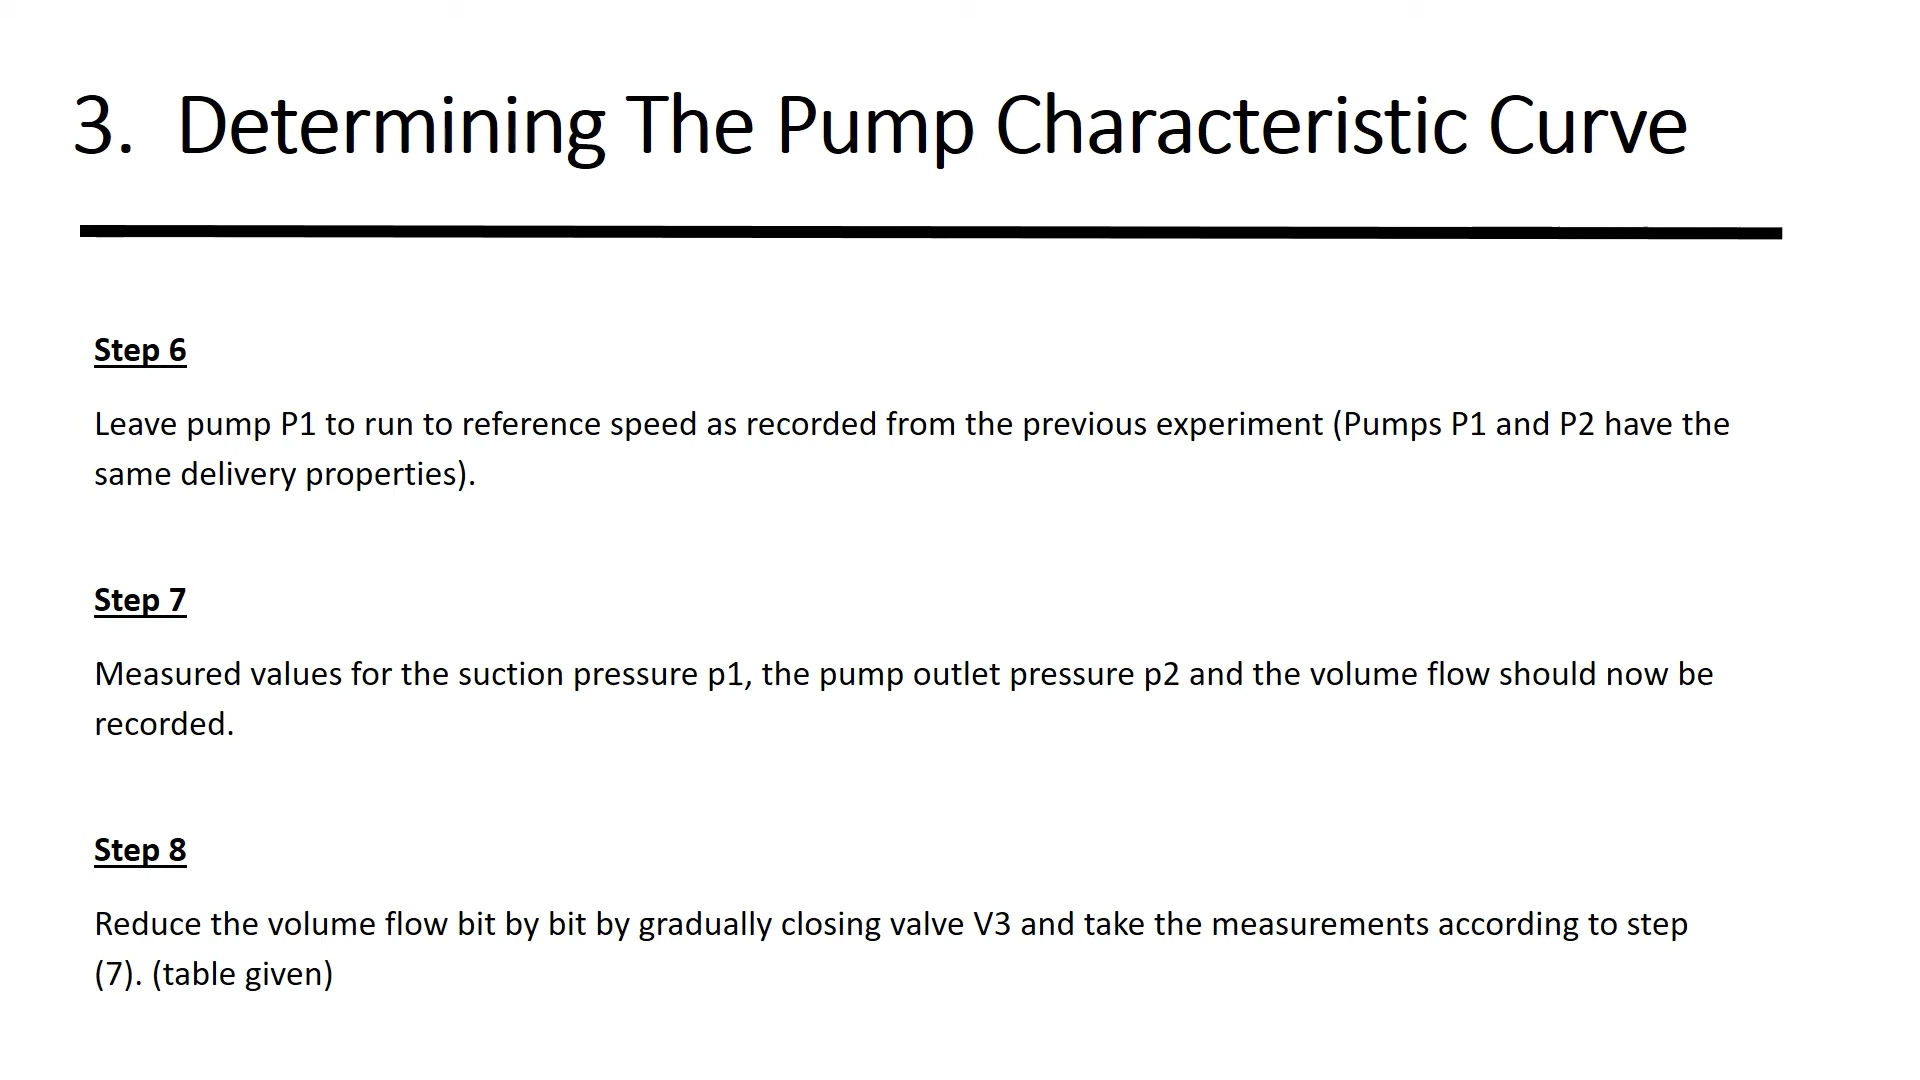 3. Determining The Pump Characteristic Curve
Step 6
Leave pump P1 to run to reference speed as recorded from the previous experiment (Pumps P1 and P2 have the
same delivery properties).
Step 7
Measured values for the suction pressure p1, the pump outlet pressure p2 and the volume flow should now be
recorded.
Step 8
Reduce the volume flow bit by bit by gradually closing valve V3 and take the measurements according to step
(7). (table given)